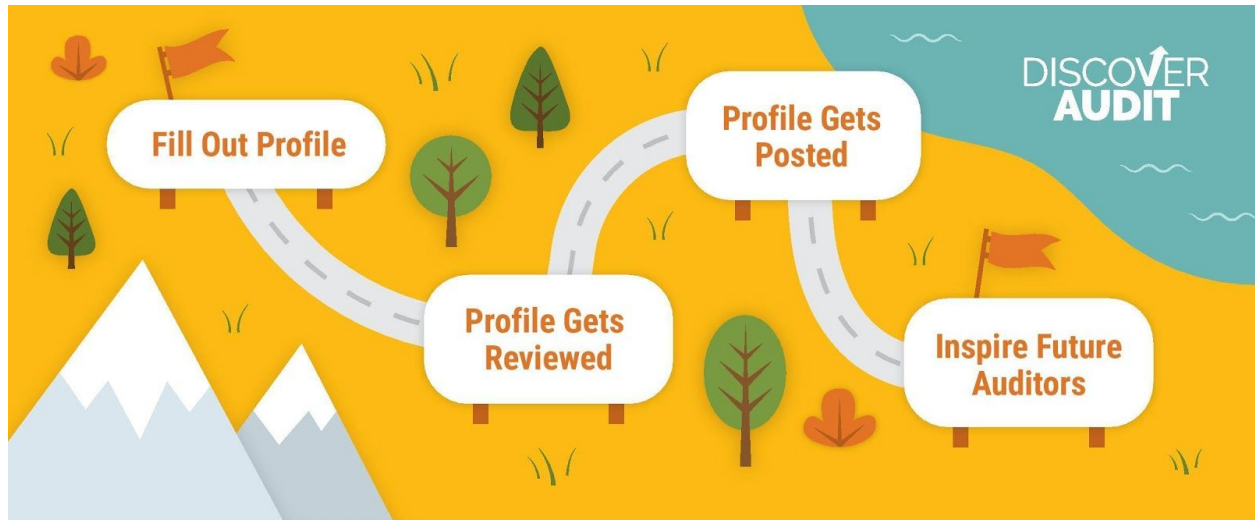 Fill Out Profile
Profile Gets
Reviewed
Profile Gets
Posted
Inspire Future
Auditors
DISCOVER
AUDIT